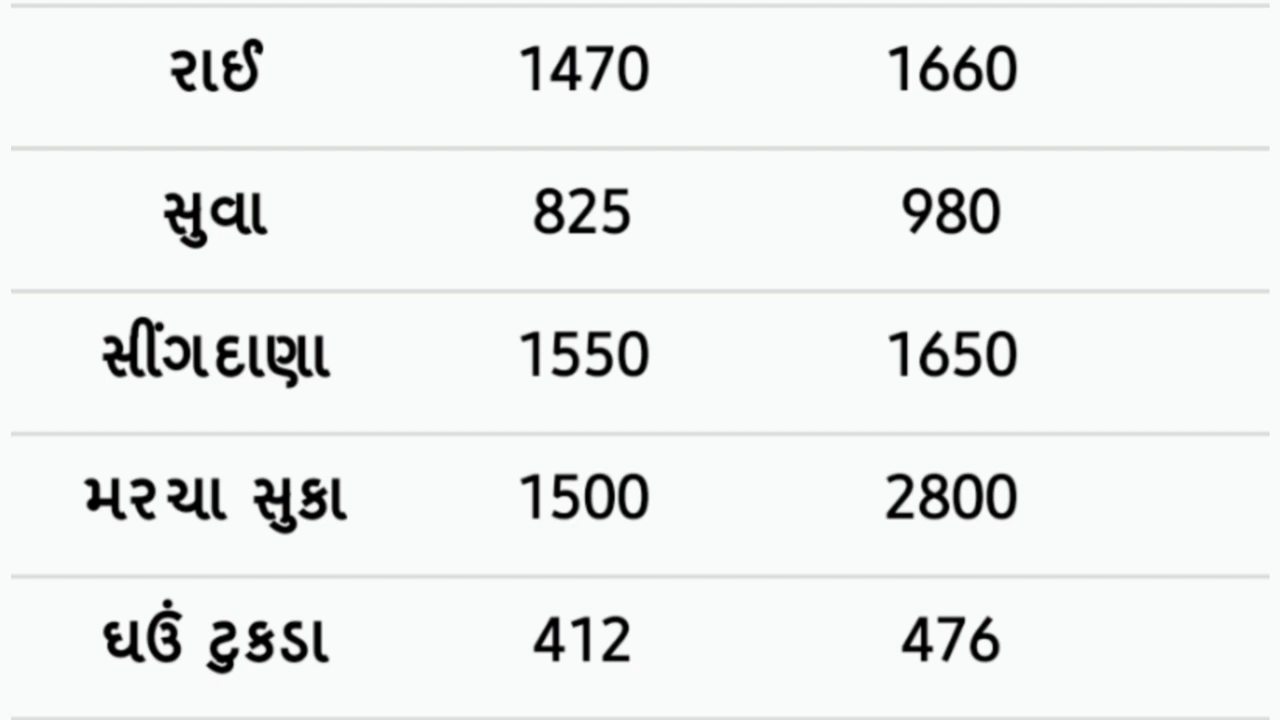 રાઈ 1470 1660
સુવા 825 980
સીંગદાણા 1550 1650
મરચા સુકા 1500 2800
ઘઉં ટુકડા 412 476